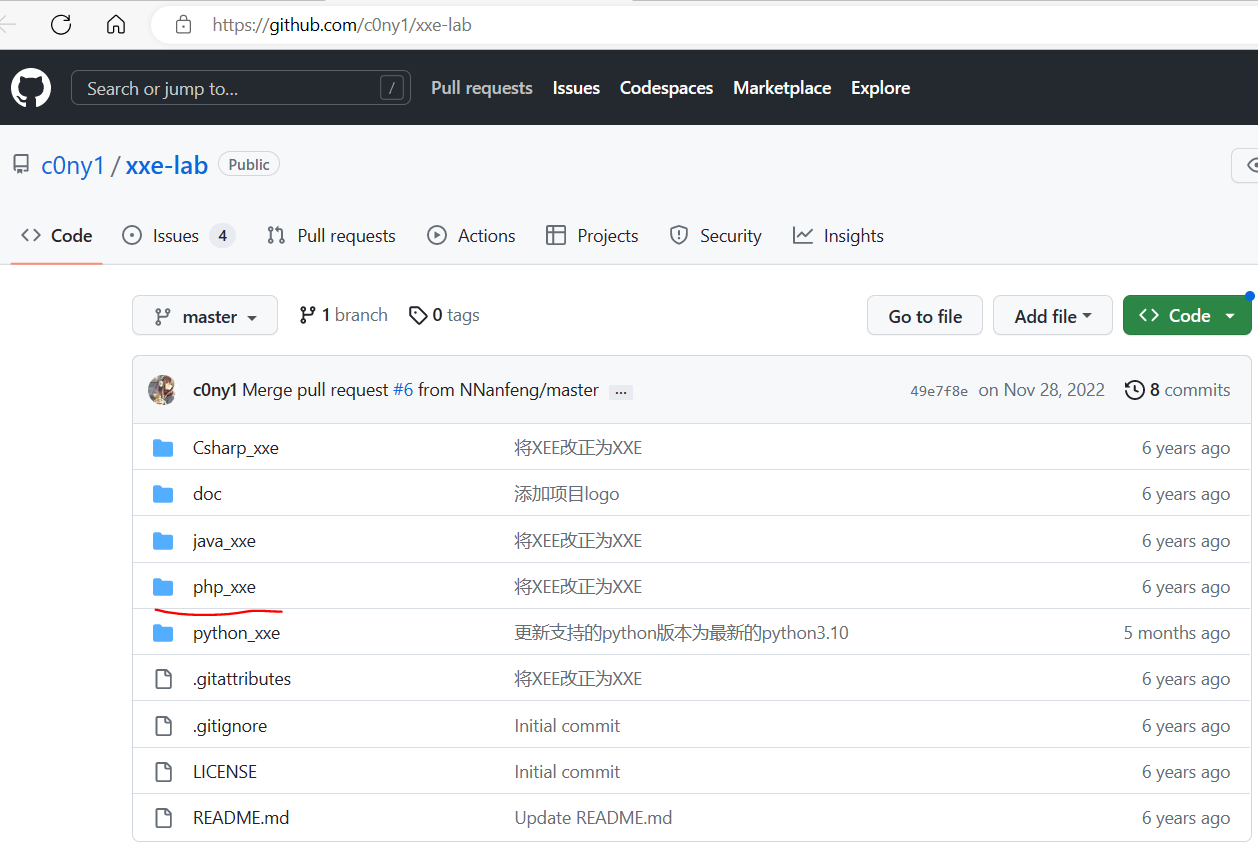 https://github.com/c0ny1/xxe-lab
Search or jump to... / Pull requests Issues Codespaces Marketplace Explore
c0ny1 / xxe-lab Public
Code Issues 4 Pull requests Actions Projects Security Insights
master 1 branch 0 tags Go to file Add file Code
c0ny1 Merge pull request #6 from NNanfeng/master ... 49e7f8e on Nov 28, 2022 8 commits
Csharp_xxe 将XEE改正为XXE 6 years ago
doc 添加项目logo 6 years ago
java_xxe 将XEE改正为XXE 6 years ago
php_xxe 将XEE改正为XXE 6 years ago
python_xxe 更新支持的python版本为最新的python3.10 5 months ago
.gitattributes 将XEE改正为XXE 6 years ago
.gitignore Initial commit 6 years ago
LICENSE Initial commit 6 years ago
README.md Update README.md 6 years ago